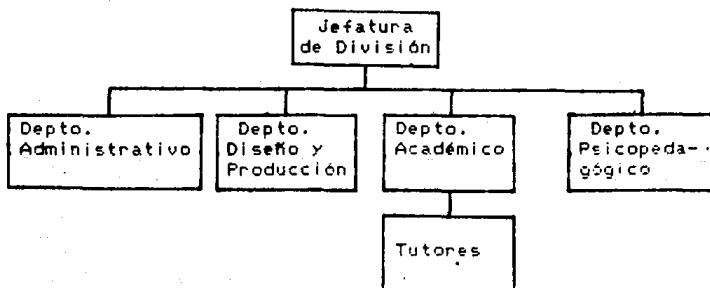 Jefatura
de División
Depto.
Administrativo
Depto.
Diseño y
Producción
Depto.
Académico
Depto.
Psicopeda-
gógico
Tutores